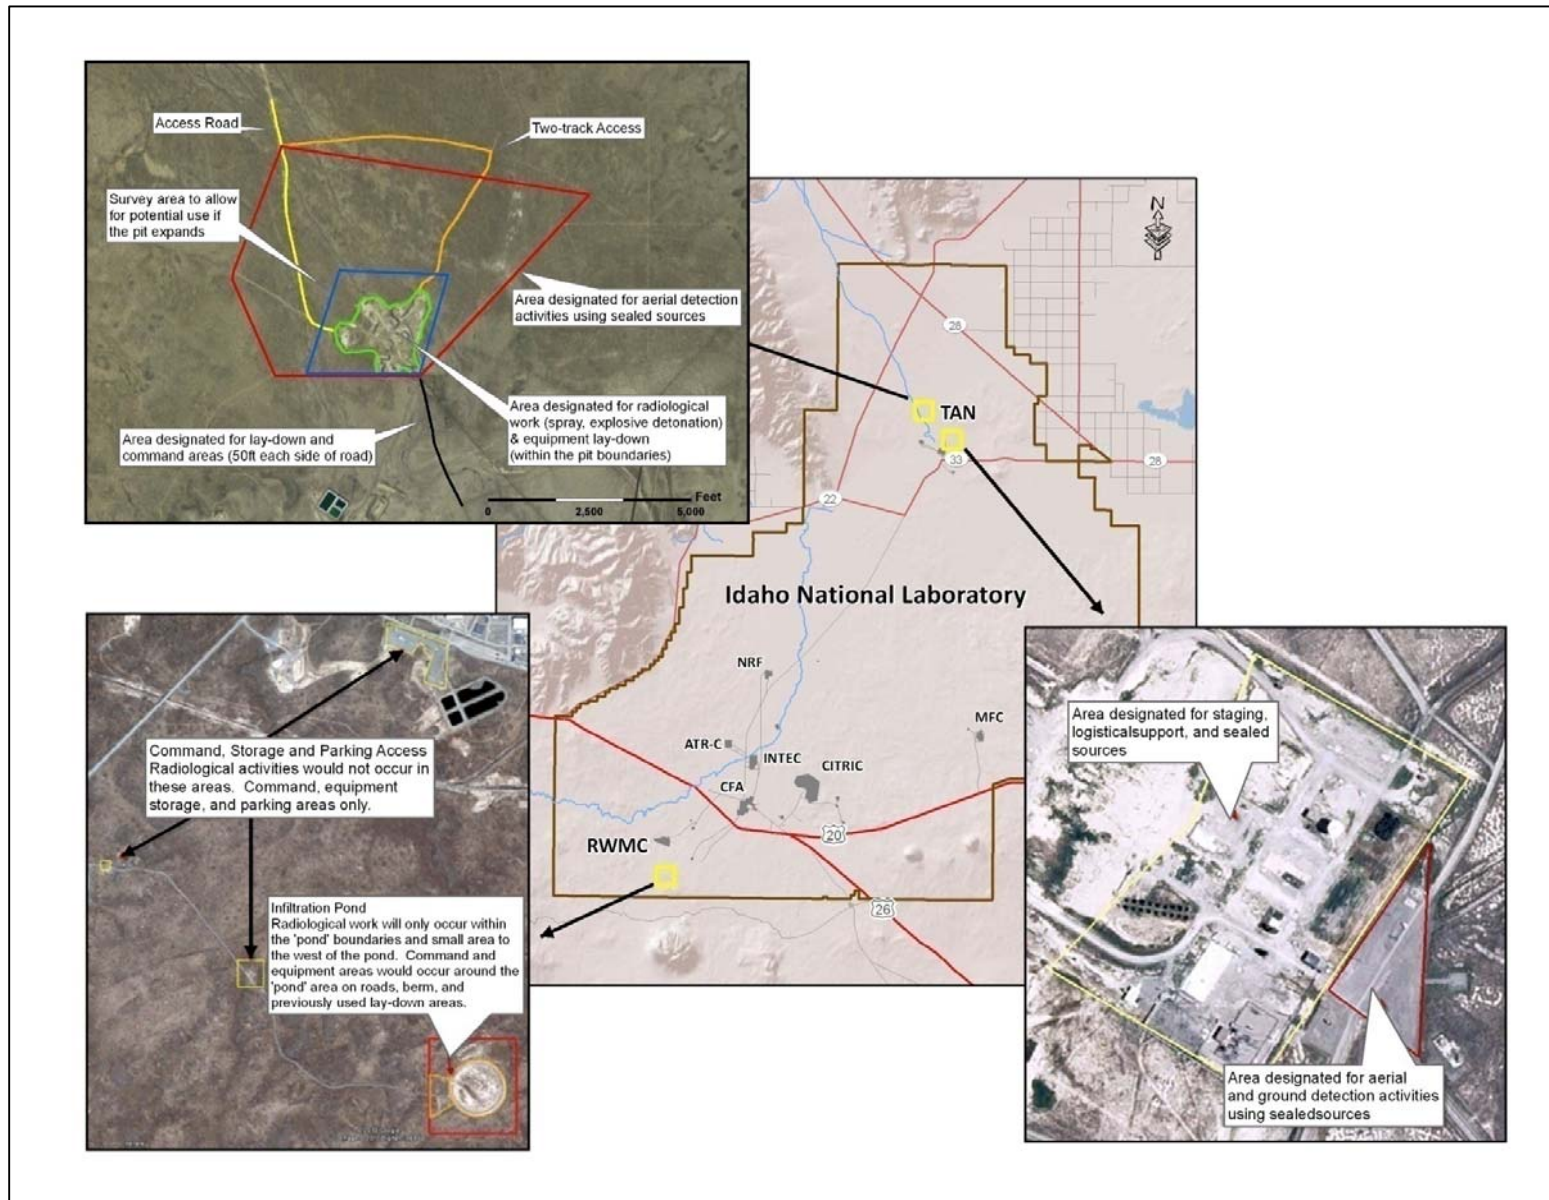 Access Road
Two-track Access
Survey area to allow
for potential use if
the pit expands
Area designated for aerial detection
activities using sealed sources
Area designated for radiological
work (spray, explosive detonation)
& equipment lay-down
(within the pit boundaries)
Area designated for lay-down and
command areas (50ft each side of road)
Feet
0
2,500
5,000
N
28
TAN
33
28
22
Idaho National Laboratory
NRF
MFC
ATR-C
INTEC
CITRIC
CFA
20
RWMC
26
Command, Storage and Parking Access
Radiological activities would not occur in
these areas. Command, equipment
storage, and parking areas only.
Infiltration Pond
Radiological work will only occur within
the 'pond' boundaries and small area to
the west of the pond. Command and
equipment areas would occur around the
'pond' area on roads, berm, and
previously used lay-down areas.
Area designated for staging,
logisticalsupport, and sealed
sources
Area designated for aerial
and ground detection activities
using sealedsources